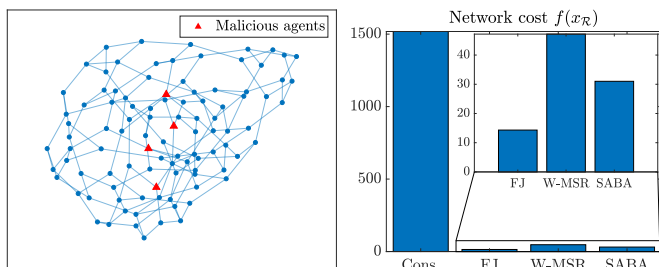 Malicious agents
Network cost f(x_R)
1500
1000
500
0
40
30
20
10
0
FJ W-MSR SABA
Cons. FJ W-MSR SABA